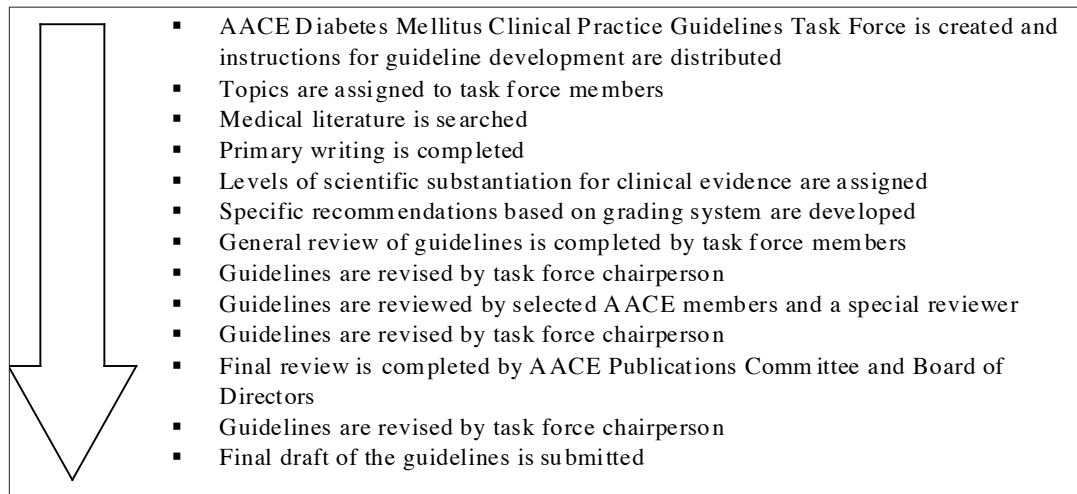 ▪ AACE Diabetes Mellitus Clinical Practice Guidelines Task Force is created and
instructions for guideline development are distributed
▪ Topics are assigned to task force members
▪ Medical literature is searched
▪ Primary writing is completed
▪ Levels of scientific substantiation for clinical evidence are assigned
▪ Specific recommendations based on grading system are developed
▪ General review of guidelines is completed by task force members
▪ Guidelines are revised by task force chairperson
▪ Guidelines are reviewed by selected AACE members and a special reviewer
▪ Guidelines are revised by task force chairperson
▪ Final review is completed by AACE Publications Committee and Board of
Directors
▪ Guidelines are revised by task force chairperson
▪ Final draft of the guidelines is submitted